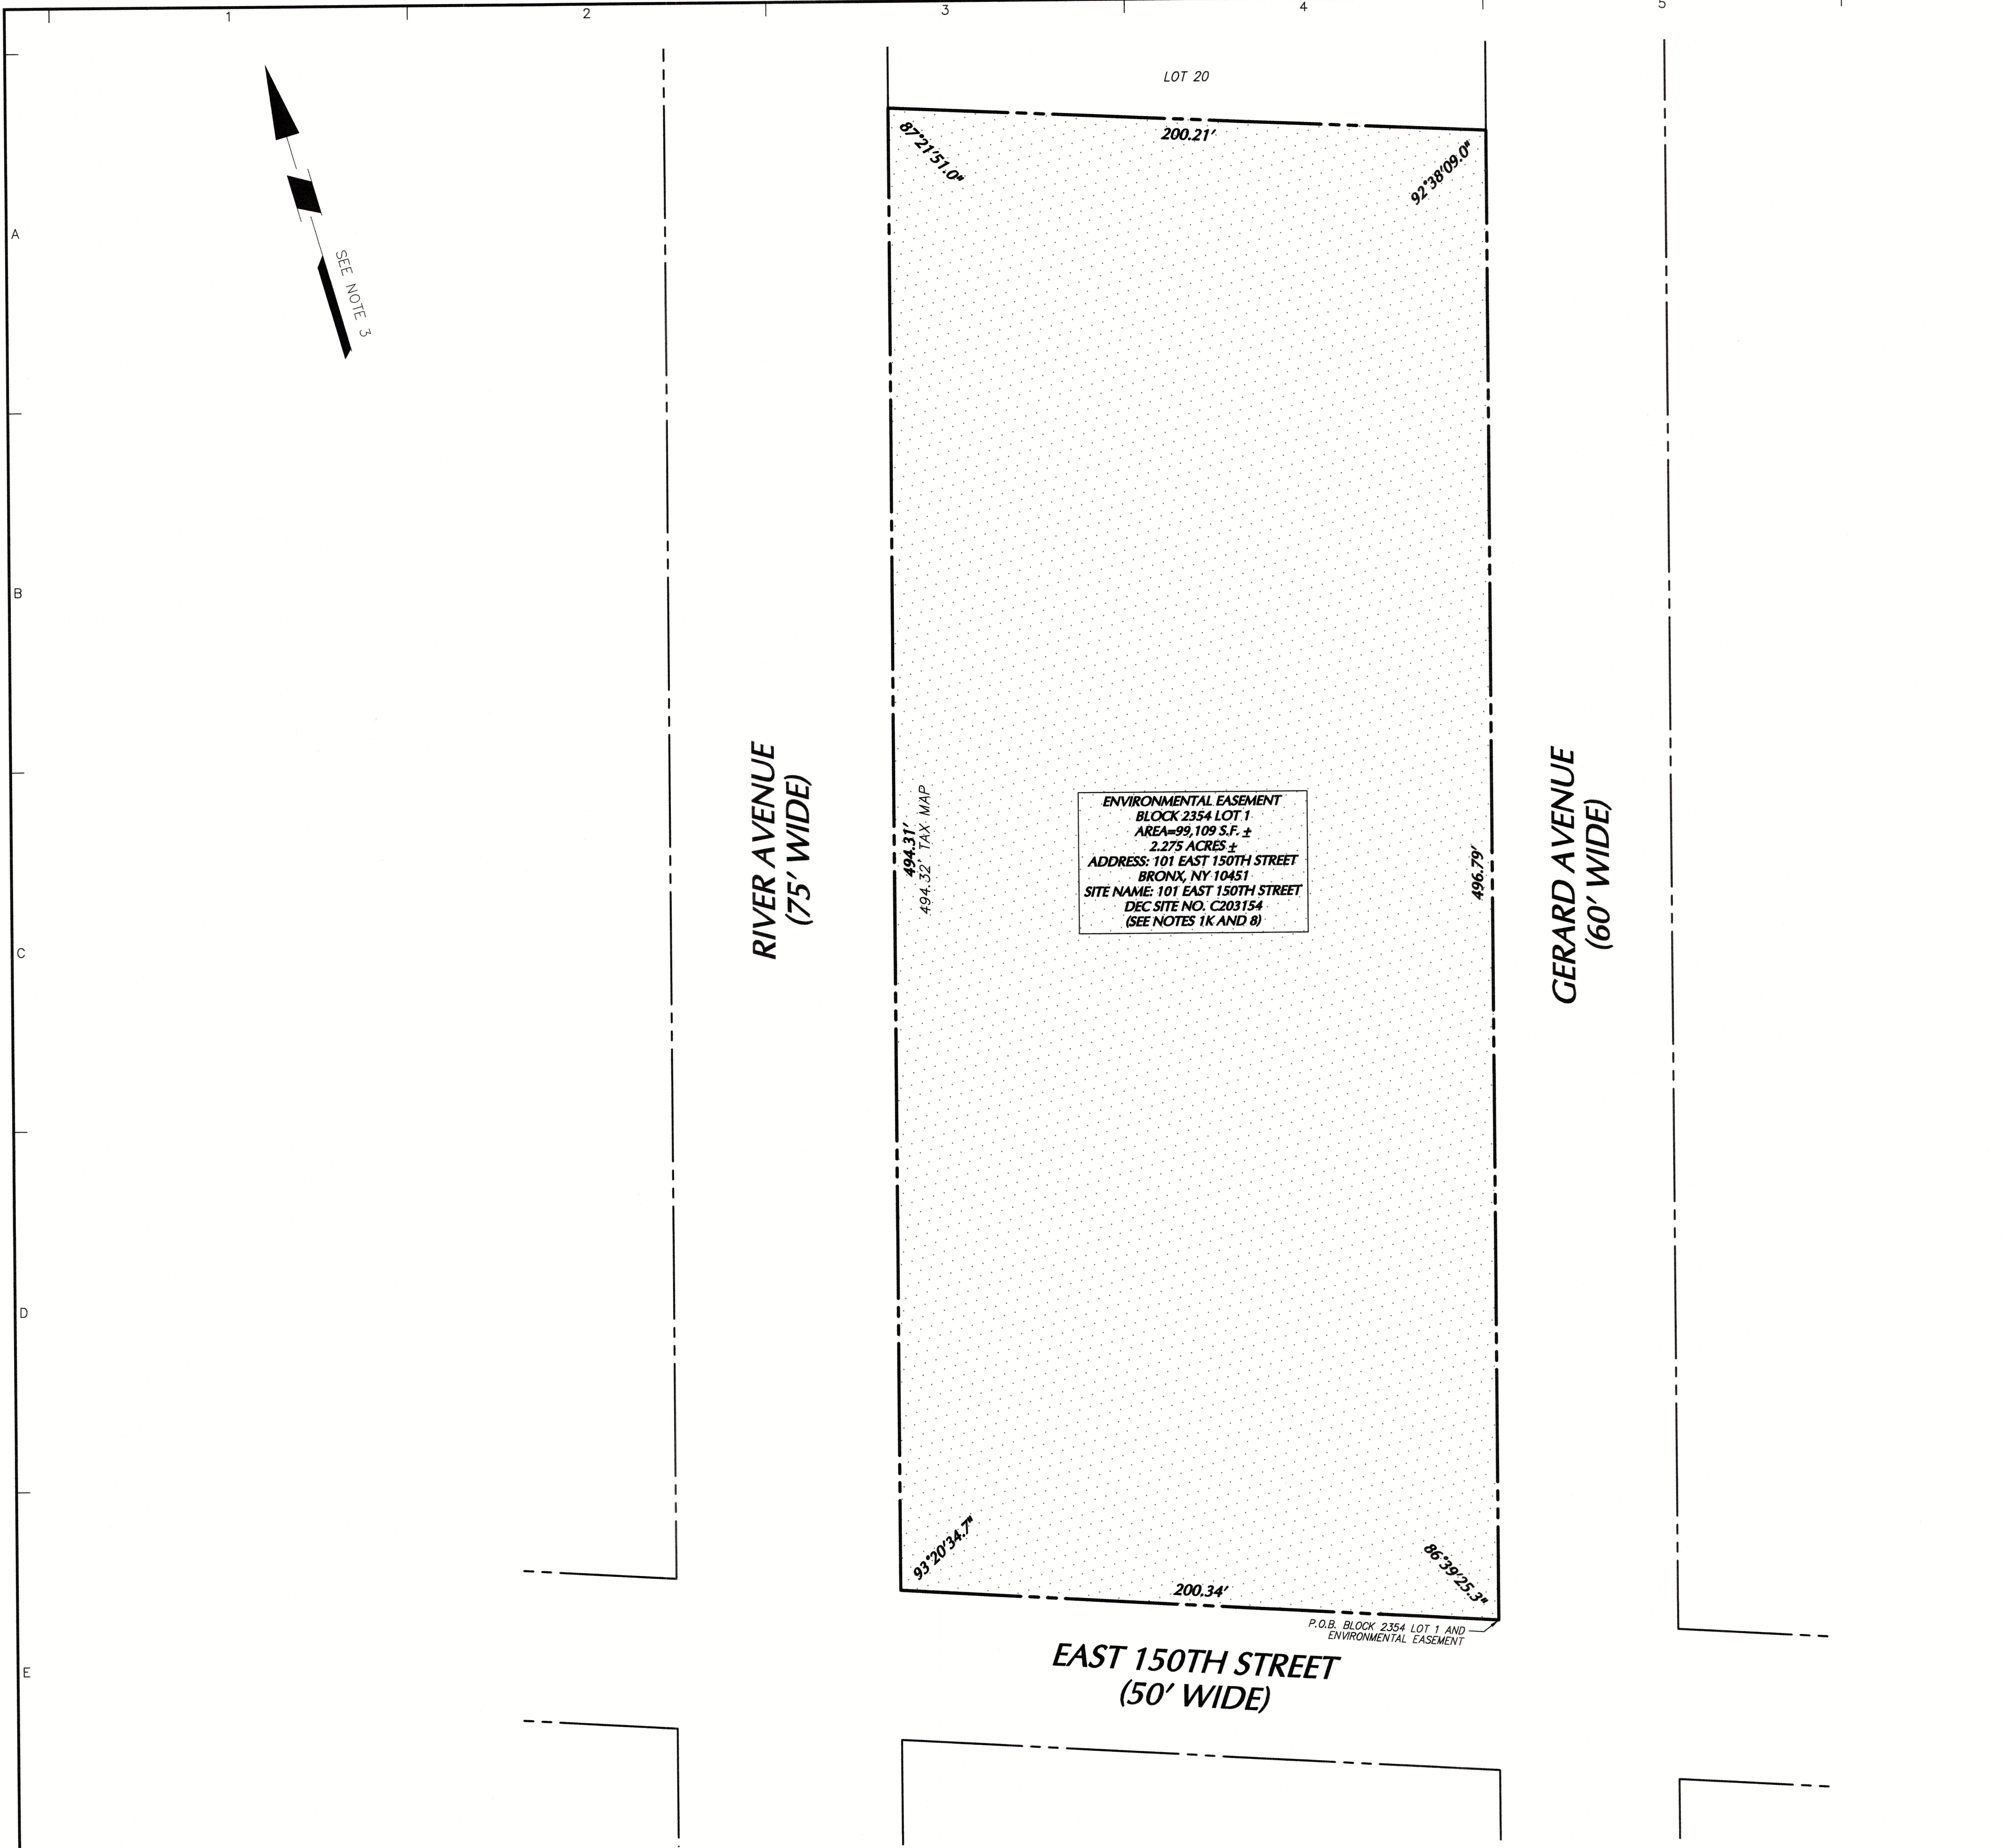 1
2
3
4
5
A
B
C
D
E
SEE NOTE 3
LOT 20
200.21'
87°21'51.0"
92°38'09.0"
RIVER AVENUE
(75' WIDE)
494.31'
494.32' TAX MAP
ENVIRONMENTAL EASEMENT
BLOCK 2354 LOT 1
AREA=99,109 S.F. ±
2.275 ACRES ±
ADDRESS: 101 EAST 150TH STREET
BRONX, NY 10451
SITE NAME: 101 EAST 150TH STREET
DEC SITE NO. C203154
(SEE NOTES 1K AND 8)
496.79'
GERARD AVENUE
(60' WIDE)
93°20'34.7"
86°39'25.3"
200.34'
P.O.B. BLOCK 2354 LOT 1 AND
ENVIRONMENTAL EASEMENT
EAST 150TH STREET
(50' WIDE)